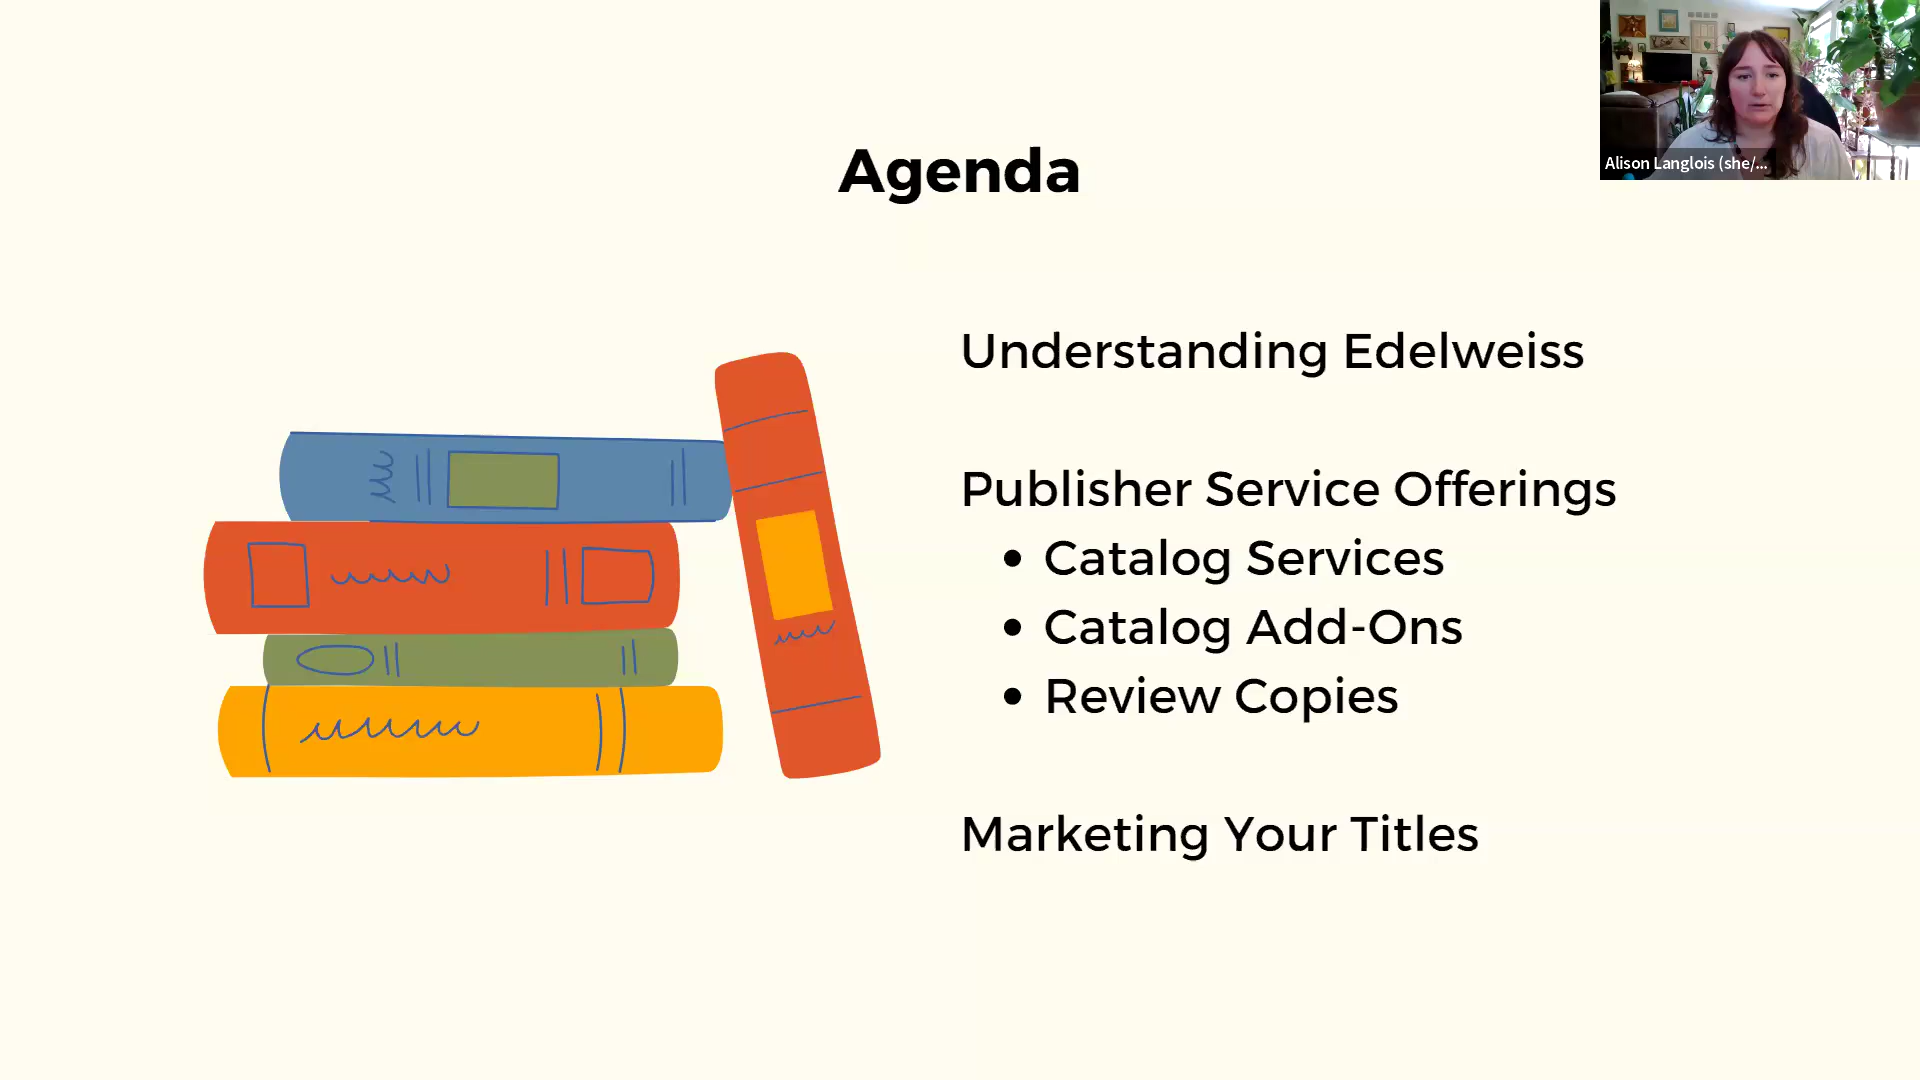 Agenda
Understanding Edelweiss
Publisher Service Offerings
• Catalog Services
• Catalog Add-Ons
• Review Copies
Marketing Your Titles
Alison Langlois (she/...